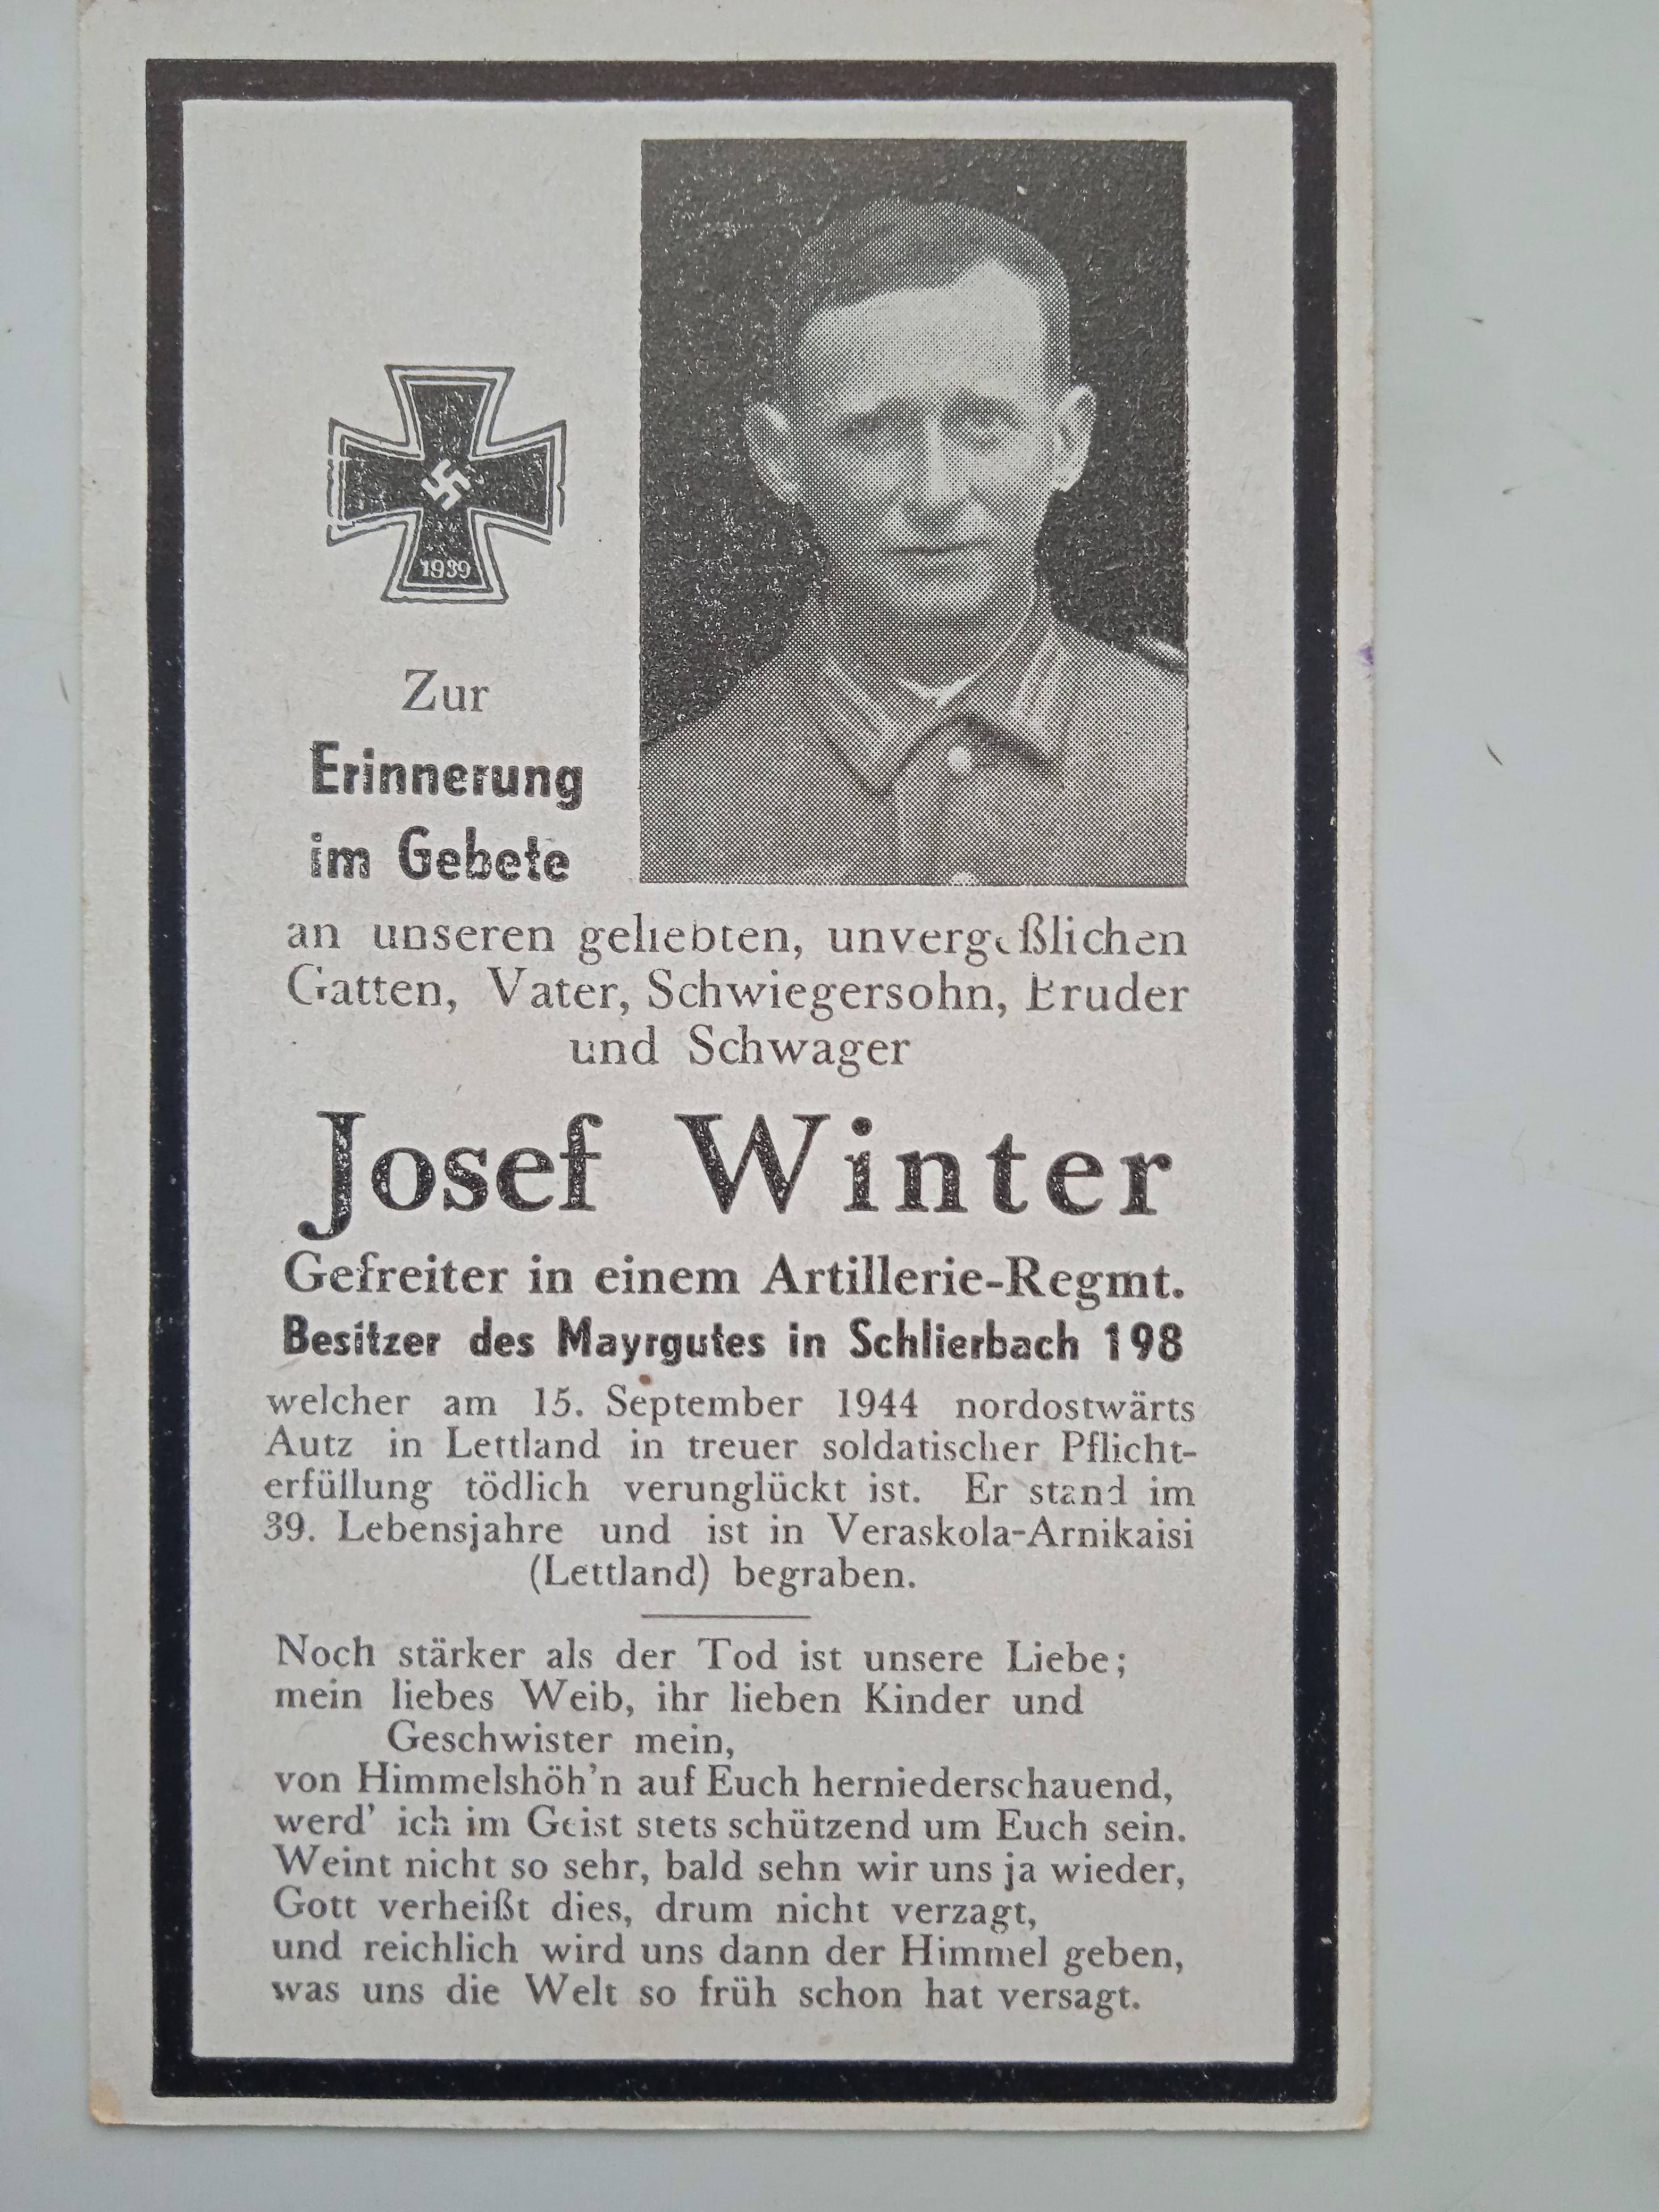 1939
Zur
Erinnerung
im Gebete
an unseren geliebten, unvergeßlichen
Gatten, Vater, Schwiegersohn, Bruder
und Schwager
Josef Winter
Gefreiter in einem Artillerie-Regmt.
Besitzer des Mayrgutes in Schlierbach 198
welcher am 15. September 1944 nordostwärts
Autz in Lettland in treuer soldatischer Pflicht-
erfüllung tödlich verunglückt ist. Er stand im
39. Lebensjahre und ist in Veraskola-Arnikaisi
(Lettland) begraben.
Noch stärker als der Tod ist unsere Liebe;
mein liebes Weib, ihr lieben Kinder und
Geschwister mein,
von Himmelshöh'n auf Euch herniederschauend,
werd' ich im Geist stets schützend um Euch sein.
Weint nicht so sehr, bald sehn wir uns ja wieder,
Gott verheißt dies, drum nicht verzagt,
und reichlich wird uns dann der Himmel geben,
was uns die Welt so früh schon hat versagt.